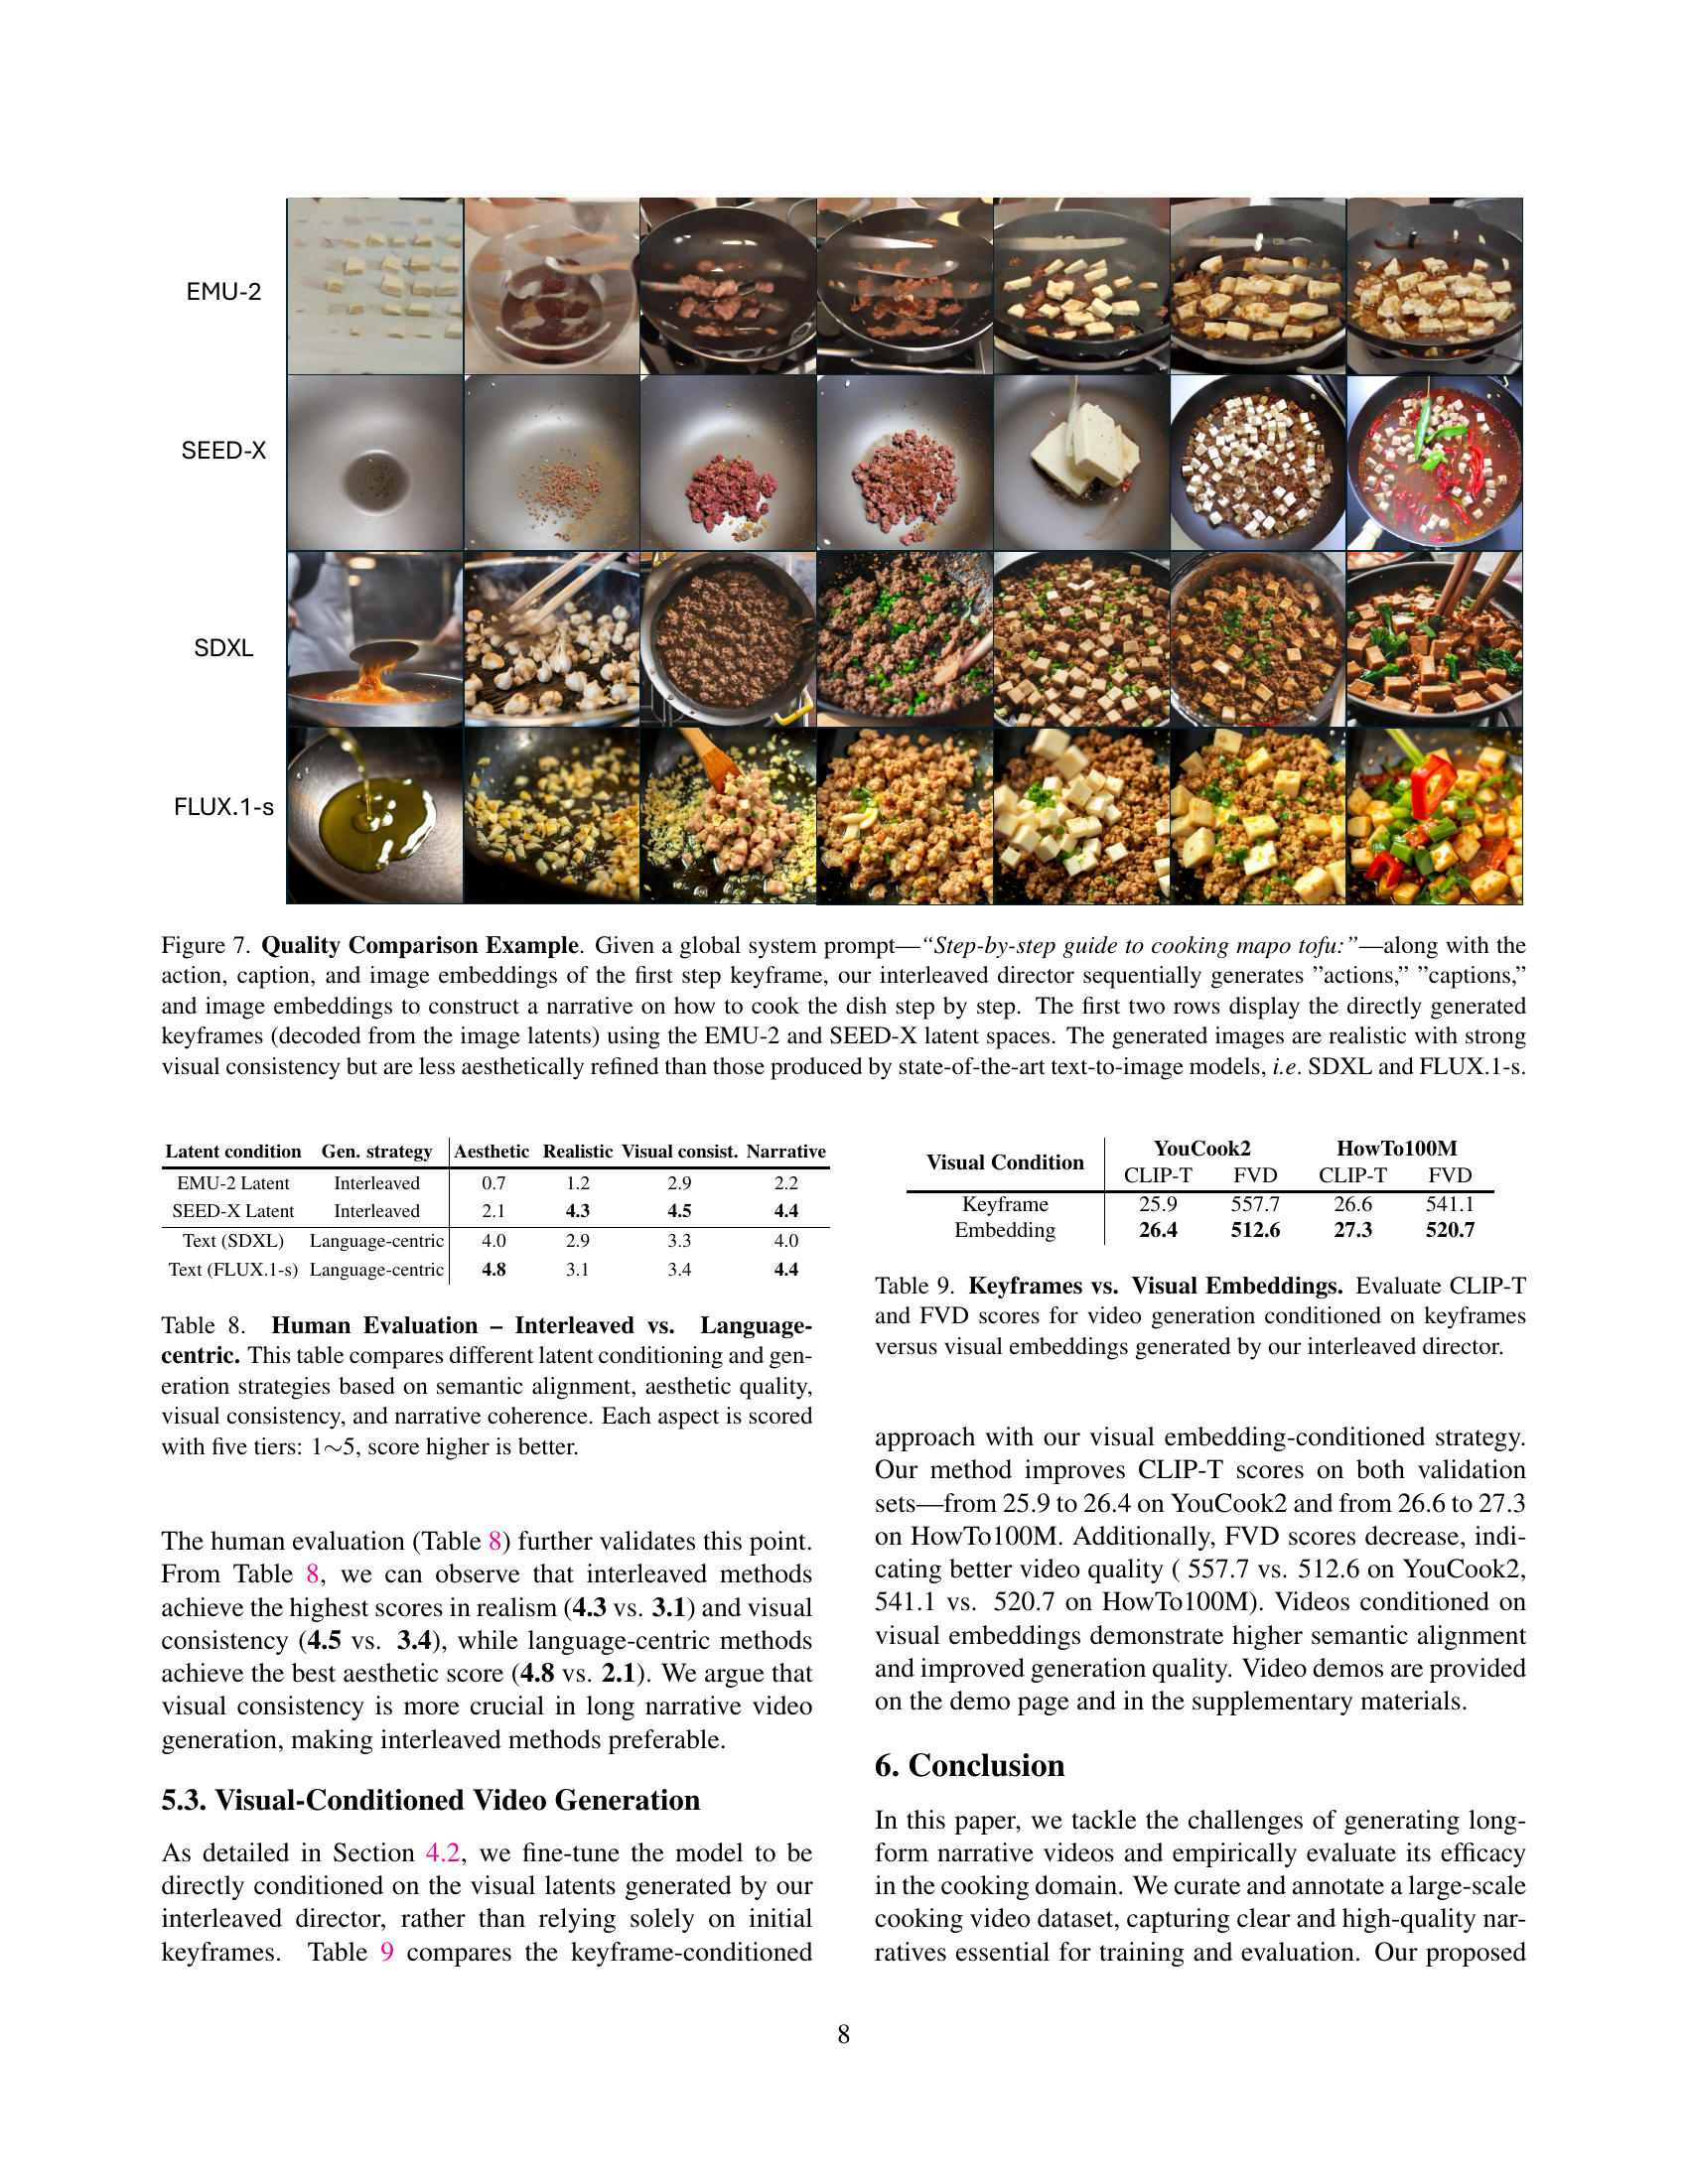 EMU-2
SEED-X
SDXL
FLUX.1-s
Figure 7. Quality Comparison Example. Given a global system prompt—“Step-by-step guide to cooking mapo tofu:”—along with the
action, caption, and image embeddings of the first step keyframe, our interleaved director sequentially generates ”actions,” ”captions,”
and image embeddings to construct a narrative on how to cook the dish step by step. The first two rows display the directly generated
keyframes (decoded from the image latents) using the EMU-2 and SEED-X latent spaces. The generated images are realistic with strong
visual consistency but are less aesthetically refined than those produced by state-of-the-art text-to-image models, i.e. SDXL and FLUX.1-s.
Latent condition Gen. strategy Aesthetic Realistic Visual consist. Narrative
EMU-2 Latent Interleaved 0.7 1.2 2.9 2.2
SEED-X Latent Interleaved 2.1 4.3 4.5 4.4
Text (SDXL) Language-centric 4.0 2.9 3.3 4.0
Text (FLUX.1-s) Language-centric 4.8 3.1 3.4 4.4
Table 8. Human Evaluation – Interleaved vs. Language-
centric. This table compares different latent conditioning and gen-
eration strategies based on semantic alignment, aesthetic quality,
visual consistency, and narrative coherence. Each aspect is scored
with five tiers: 1∼5, score higher is better.
The human evaluation (Table 8) further validates this point.
From Table 8, we can observe that interleaved methods
achieve the highest scores in realism (4.3 vs. 3.1) and visual
consistency (4.5 vs. 3.4), while language-centric methods
achieve the best aesthetic score (4.8 vs. 2.1). We argue that
visual consistency is more crucial in long narrative video
generation, making interleaved methods preferable.
5.3. Visual-Conditioned Video Generation
As detailed in Section 4.2, we fine-tune the model to be
directly conditioned on the visual latents generated by our
interleaved director, rather than relying solely on initial
keyframes. Table 9 compares the keyframe-conditioned
Visual Condition YouCook2 HowTo100M
CLIP-T FVD CLIP-T FVD
Keyframe 25.9 557.7 26.6 541.1
Embedding 26.4 512.6 27.3 520.7
Table 9. Keyframes vs. Visual Embeddings. Evaluate CLIP-T
and FVD scores for video generation conditioned on keyframes
versus visual embeddings generated by our interleaved director.
approach with our visual embedding-conditioned strategy.
Our method improves CLIP-T scores on both validation
sets—from 25.9 to 26.4 on YouCook2 and from 26.6 to 27.3
on HowTo100M. Additionally, FVD scores decrease, indi-
cating better video quality ( 557.7 vs. 512.6 on YouCook2,
541.1 vs. 520.7 on HowTo100M). Videos conditioned on
visual embeddings demonstrate higher semantic alignment
and improved generation quality. Video demos are provided
on the demo page and in the supplementary materials.
6. Conclusion
In this paper, we tackle the challenges of generating long-
form narrative videos and empirically evaluate its efficacy
in the cooking domain. We curate and annotate a large-scale
cooking video dataset, capturing clear and high-quality nar-
ratives essential for training and evaluation. Our proposed
8